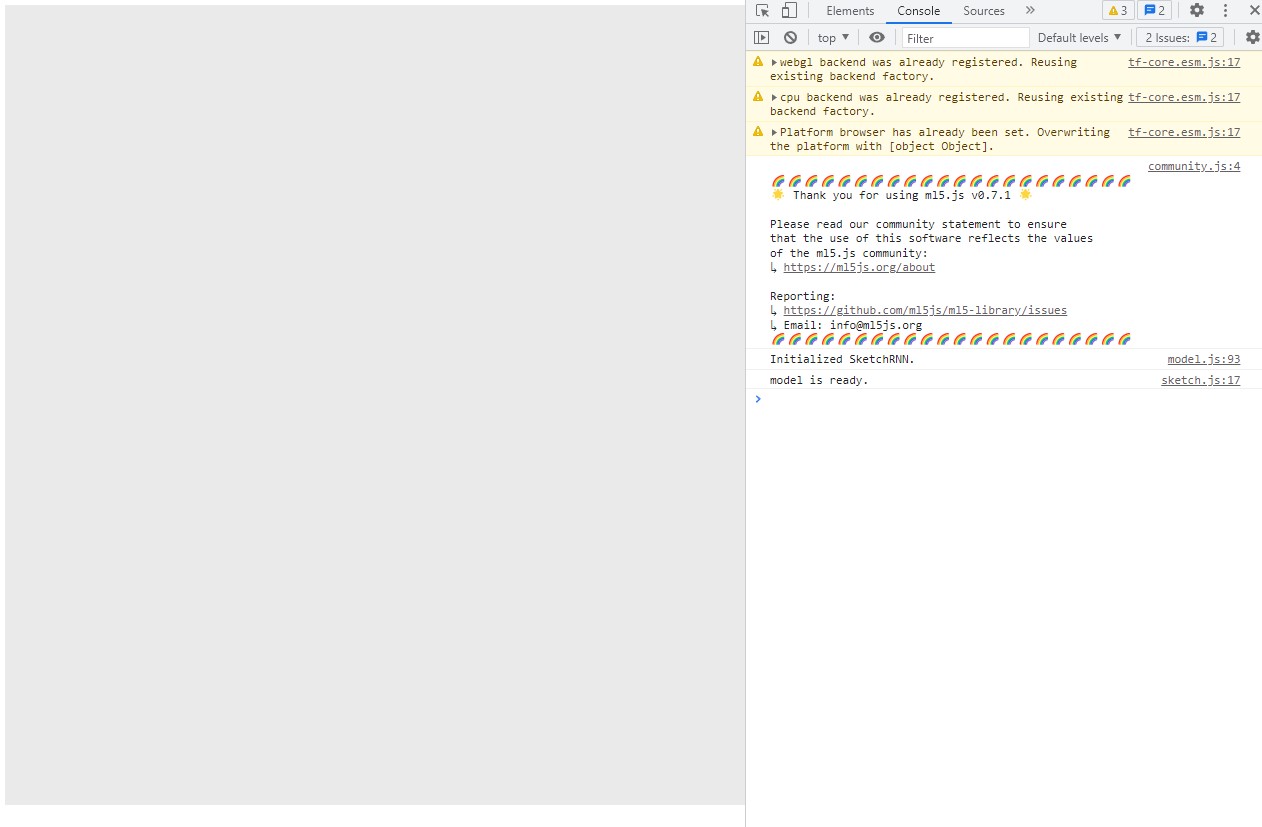 Elements Console Sources » 3 2
top ▼ Filter Default levels ▼ 2 Issues: 2
webgl backend was already registered. Reusing tf-core.esm.js:17
existing backend factory.
cpu backend was already registered. Reusing existing tf-core.esm.js:17
backend factory.
Platform browser has already been set. Overwriting tf-core.esm.js:17
the platform with [object Object].
community.js:4
🌈🌈🌈🌈🌈🌈🌈🌈🌈🌈🌈🌈🌈🌈🌈🌈🌈🌈🌈🌈🌈🌈
🌟 Thank you for using ml5.js v0.7.1 🌟
Please read our community statement to ensure
that the use of this software reflects the values
of the ml5.js community:
↳ https://ml5js.org/about
Reporting:
↳ https://github.com/ml5js/ml5-library/issues
↳ Email: info@ml5js.org
🌈🌈🌈🌈🌈🌈🌈🌈🌈🌈🌈🌈🌈🌈🌈🌈🌈🌈🌈🌈🌈🌈
Initialized SketchRNN. model.js:93
model is ready. sketch.js:17